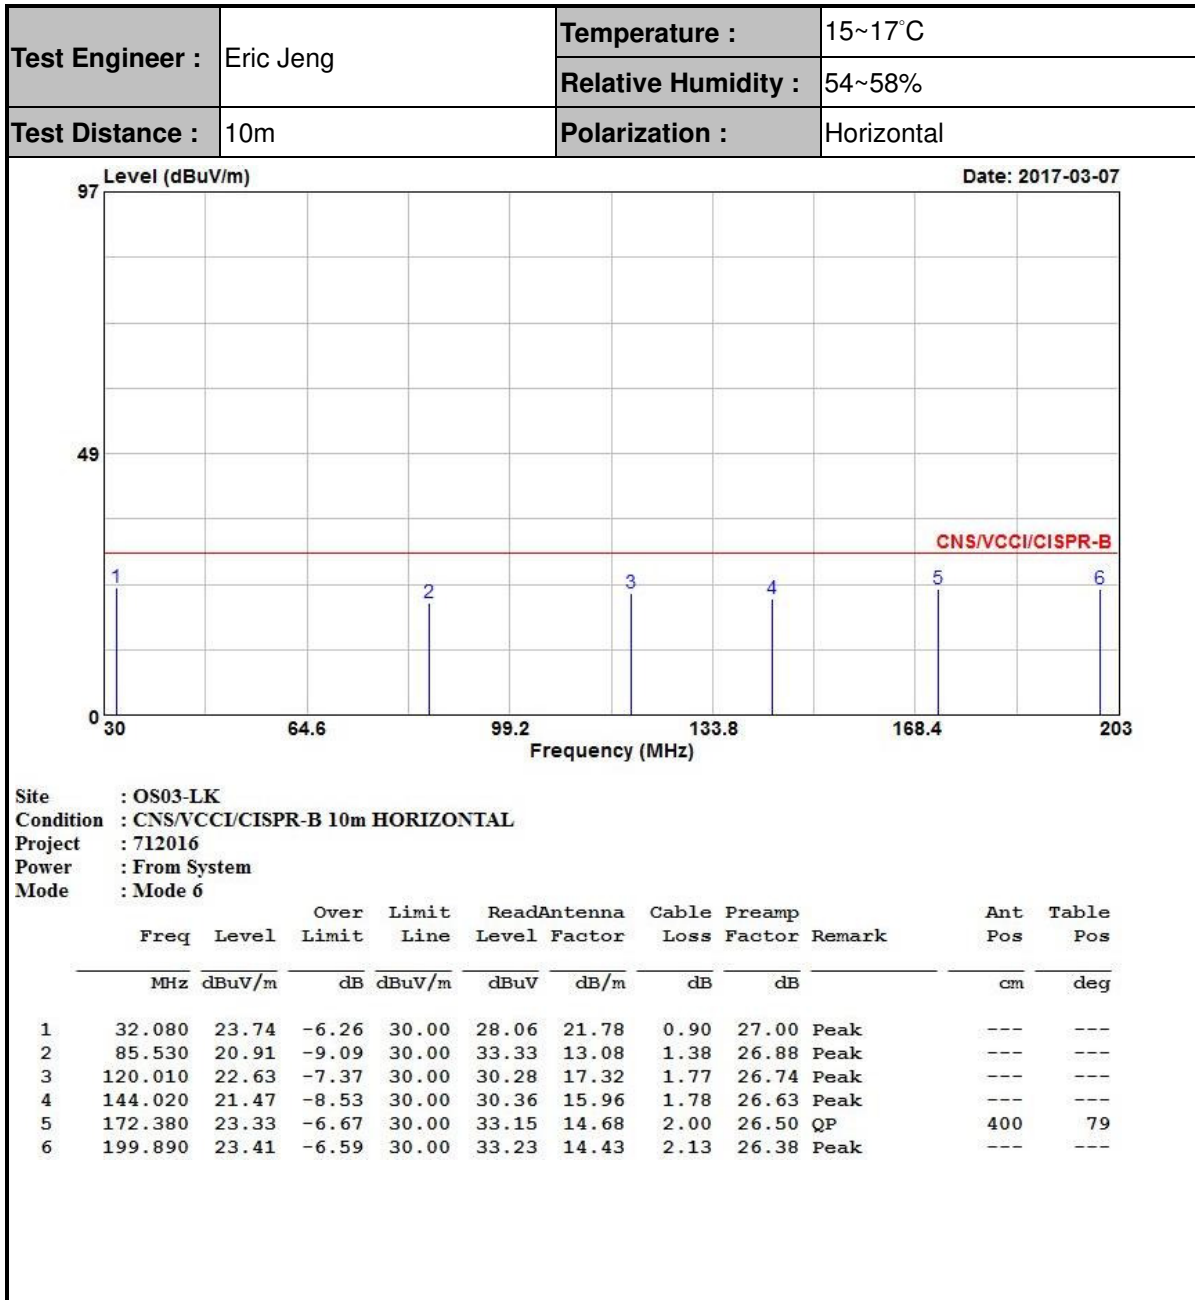 Test Engineer : Eric Jeng Temperature : 15~17°C
Relative Humidity : 54~58%
Test Distance : 10m Polarization : Horizontal
Level (dBuV/m) Date: 2017-03-07
97
49
CNS/VCCI/CISPR-B
1 2 3 4 5 6
0
30 64.6 99.2 133.8 168.4 203
Frequency (MHz)
Site : OS03-LK
Condition : CNS/VCCI/CISPR-B 10m HORIZONTAL
Project : 712016
Power : From System
Mode : Mode 6
Over Limit ReadAntenna Cable Preamp Ant Table
Freq Level Limit Line Level Factor Loss Factor Remark Pos Pos
MHz dBuV/m dB dBuV/m dBuV dB/m dB dB cm deg
1 32.080 23.74 -6.26 30.00 28.06 21.78 0.90 27.00 Peak --- ---
2 85.530 20.91 -9.09 30.00 33.33 13.08 1.38 26.88 Peak --- ---
3 120.010 22.63 -7.37 30.00 30.28 17.32 1.77 26.74 Peak --- ---
4 144.020 21.47 -8.53 30.00 30.36 15.96 1.78 26.63 Peak --- ---
5 172.380 23.33 -6.67 30.00 33.15 14.68 2.00 26.50 QP 400 79
6 199.890 23.41 -6.59 30.00 33.23 14.43 2.13 26.38 Peak --- ---